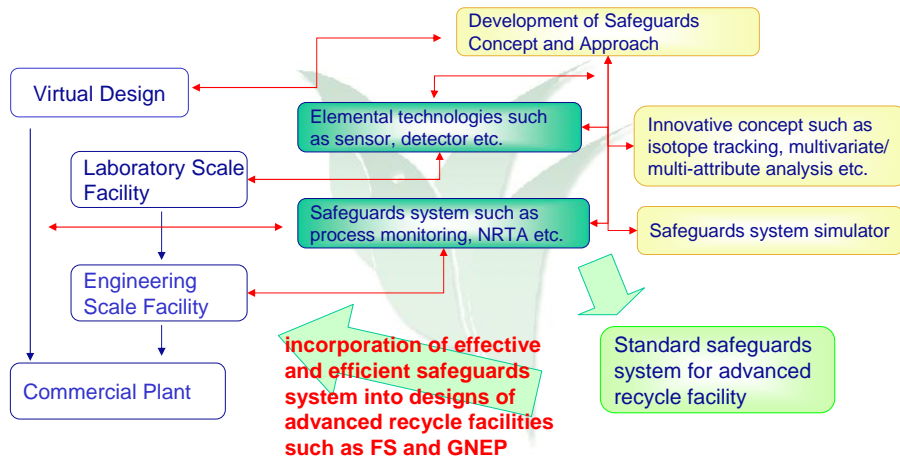 Development of Safeguards
Concept and Approach
Virtual Design
Elemental technologies such
as sensor, detector etc.
Innovative concept such as
isotope tracking, multivariate/
multi-attribute analysis etc.
Laboratory Scale
Facility
Safeguards system such as
process monitoring, NRTA etc.
Safeguards system simulator
Engineering
Scale Facility
incorporation of effective
and efficient safeguards
system into designs of
advanced recycle facilities
such as FS and GNEP
Standard safeguards
system for advanced
recycle facility
Commercial Plant